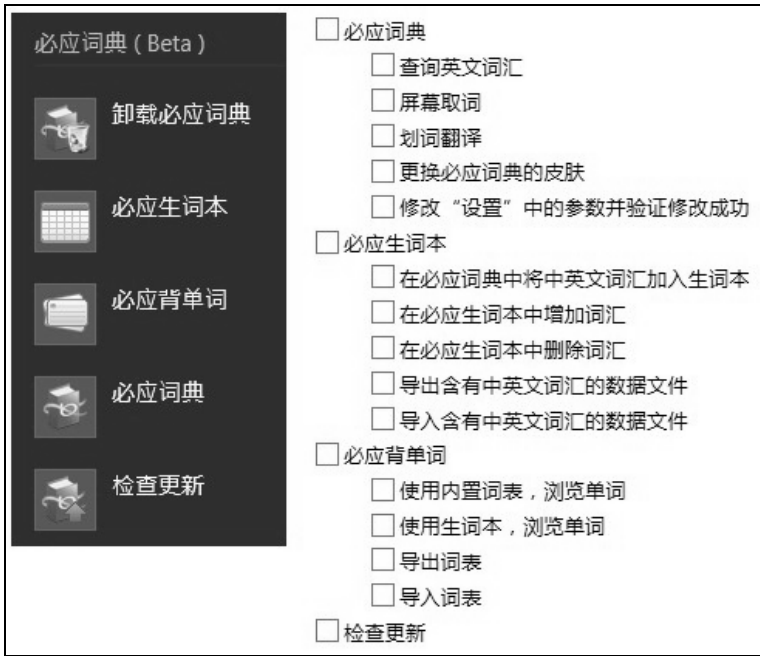 必应词典 ( Beta )
卸载必应词典
必应生词本
必应背单词
必应词典
检查更新
必应词典
查询英文词汇
屏幕取词
划词翻译
更换必应词典的皮肤
修改“设置”中的参数并验证修改成功
必应生词本
在必应词典中将中英文词汇加入生词本
在必应生词本中增加词汇
在必应生词本中删除词汇
导出含有中英文词汇的数据文件
导入含有中英文词汇的数据文件
必应背单词
使用内置词表，浏览单词
使用生词本，浏览单词
导出词表
导入词表
检查更新